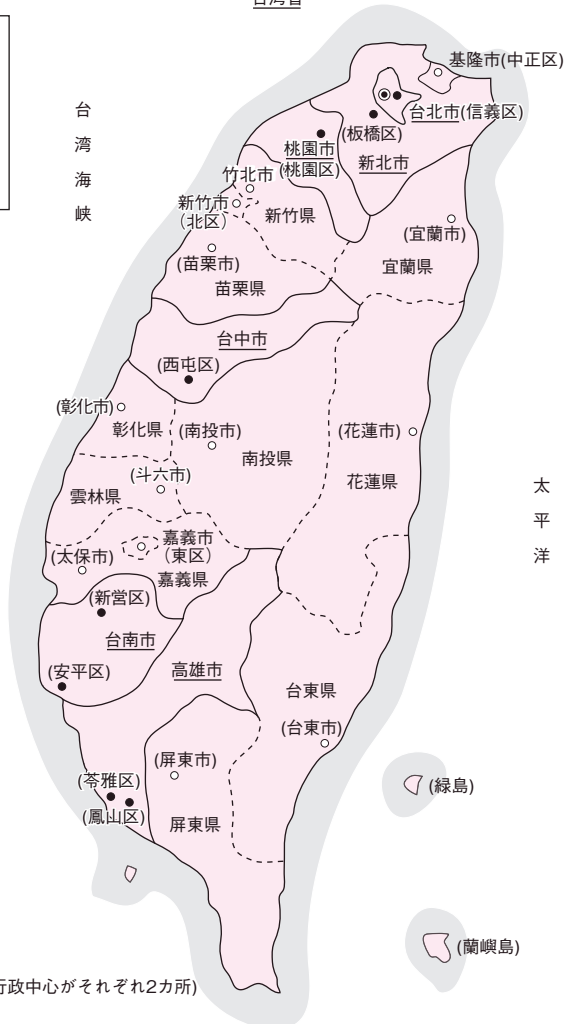 台湾省
基隆市(中正区)
台湾海峡
台北市(信義区)
(板橋区)
桃園市
(桃園区)
新北市
竹北市
新竹市
(北区)
新竹県
(宜蘭市)
宜蘭県
(苗栗市)
苗栗県
台中市
(西屯区)
(彰化市)
彰化県
(南投市)
南投県
(花蓮市)
花蓮県
太平洋
(斗六市)
雲林県
嘉義市
(東区)
(太保市)
嘉義県
(新営区)
台南市
(安平区)
高雄市
台東県
(台東市)
(屏東市)
屏東県
(苓雅区)
(鳳山区)
(緑島)
(蘭嶼島)
行政中心がそれぞれ2カ所)